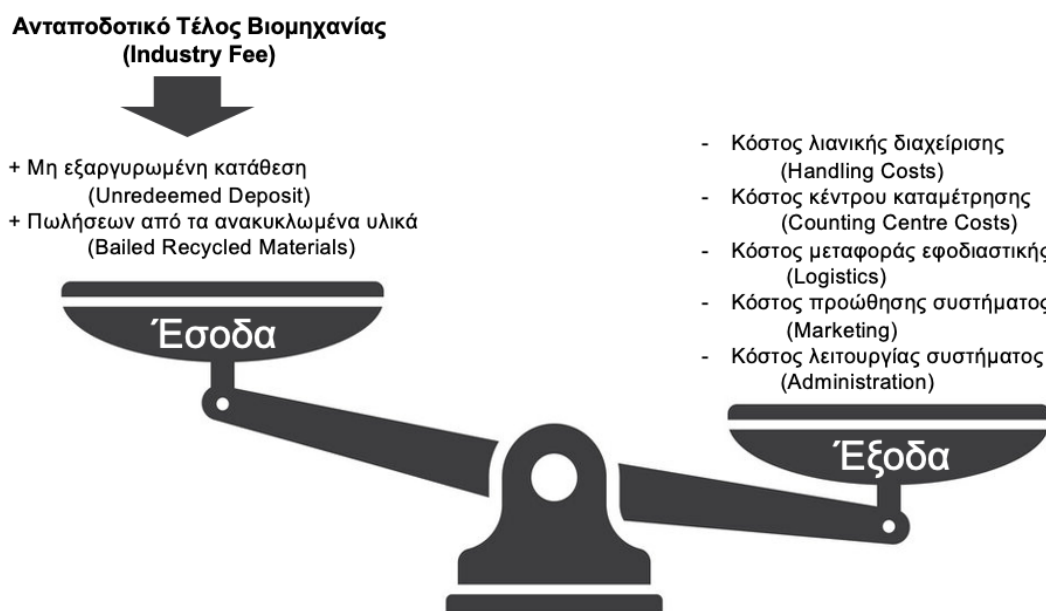 Ανταποδοτικό Τέλος Βιομηχανίας
(Industry Fee)
+ Μη εξαργυρωμένη κατάθεση
(Unredeemed Deposit)
+ Πωλήσεων από τα ανακυκλωμένα υλικά
(Bailed Recycled Materials)
Έσοδα
- Κόστος λιανικής διαχείρισης
(Handling Costs)
- Κόστος κέντρου καταμέτρησης
(Counting Centre Costs)
- Κόστος μεταφοράς εφοδιαστικής
(Logistics)
- Κόστος προώθησης συστήματος
(Marketing)
- Κόστος λειτουργίας συστήματος
(Administration)
Έξοδα